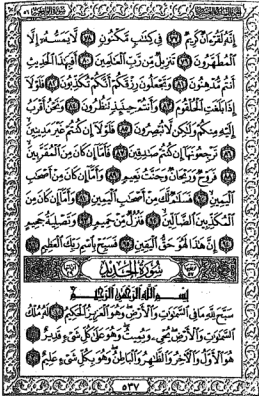 إِنَّهُ لَقُرْءَانٌ كَرِيمٌ ٧٧ فِي كِتَٰبٍ مَّكْنُونٍ ٧٨ لَّا يَمَسُّهُ إِلَّا
ٱلْمُطَهَّرُونَ ٧٩ تَنزِيلٌ مِّن رَّبِّ ٱلْعَٰلَمِينَ ٨٠ أَفَبِهَٰذَا ٱلْحَدِيثِ
أَنتُم مُّدْهِنُونَ ٨١ وَتَجْعَلُونَ رِزْقَكُمْ أَنَّكُمْ تُكَذِّبُونَ ٨٢ فَلَوْلَآ
إِذَا بَلَغَتِ ٱلْحُلْقُومَ ٨٣ وَأَنتُمْ حِينَئِذٍ تَنظُرُونَ ٨٤ وَنَحْنُ أَقْرَبُ
إِلَيْهِ مِنكُمْ وَلَٰكِن لَّا تُبْصِرُونَ ٨٥ فَلَوْلَآ إِن كُنتُمْ غَيْرَ مَدِينِينَ
٨٦ تَرْجِعُونَهَآ إِن كُنتُمْ صَٰدِقِينَ ٨٧ فَأَمَّآ إِن كَانَ مِنَ ٱلْمُقَرَّبِينَ
٨٨ فَرَوْحٌ وَرَيْحَانٌ وَجَنَّتُ نَعِيمٍ ٨٩ وَأَمَّآ إِن كَانَ مِنْ أَصْحَٰبِ
ٱلْيَمِينِ ٩٠ فَسَلَٰمٌ لَّكَ مِنْ أَصْحَٰبِ ٱلْيَمِينِ ٩١ وَأَمَّآ إِن كَانَ مِنَ
ٱلْمُكَذِّبِينَ ٱلضَّآلِّينَ ٩٢ فَنُزُلٌ مِّنْ حَمِيمٍ ٩٣ وَتَصْلِيَةُ جَحِيمٍ
٩٤ إِنَّ هَٰذَا لَهُوَ حَقُّ ٱلْيَقِينِ ٩٥ فَسَبِّحْ بِٱسْمِ رَبِّكَ ٱلْعَظِيمِ ٩٦
سُورَةُ الحَدِيدِ
بِسْمِ ٱللَّهِ ٱلرَّحْمَٰنِ ٱلرَّحِيمِ
سَبَّحَ لِلَّهِ مَا فِي ٱلسَّمَٰوَٰتِ وَٱلْأَرْضِ وَهُوَ ٱلْعَزِيزُ ٱلْحَكِيمُ ١ لَهُۥ مُلْكُ
ٱلسَّمَٰوَٰتِ وَٱلْأَرْضِ يُحْيِۦ وَيُمِيتُ وَهُوَ عَلَىٰ كُلِّ شَيْءٍ قَدِيرٌ ٢
هُوَ ٱلْأَوَّلُ وَٱلْءَاخِرُ وَٱلظَّٰهِرُ وَٱلْبَاطِنُ وَهُوَ بِكُلِّ شَيْءٍ عَلِيمٌ ٣
٥٣٧